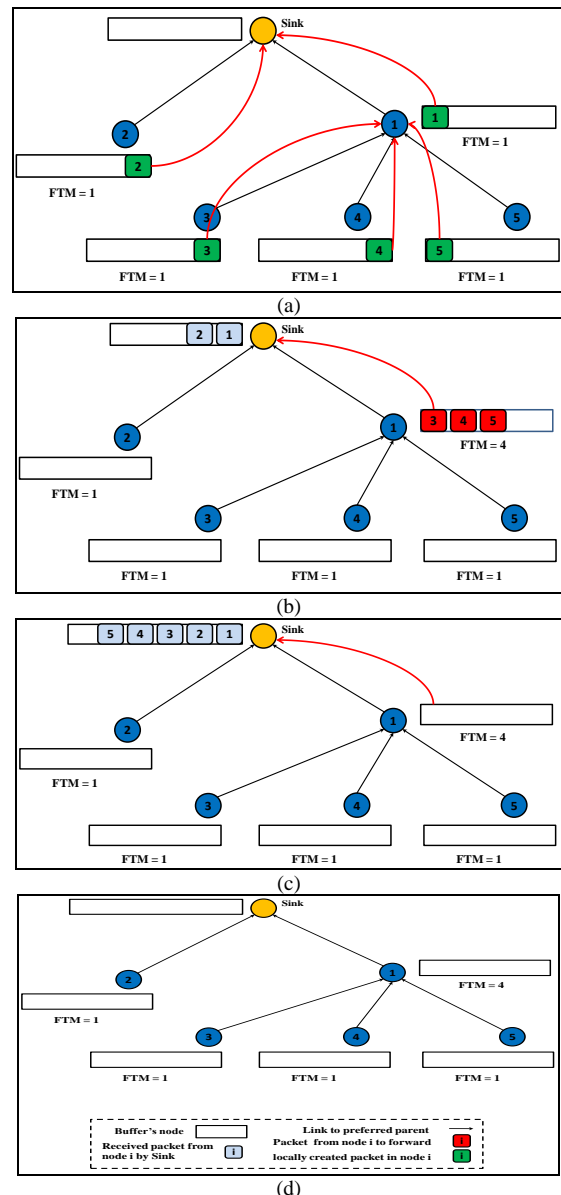 Sink
1
2
1
FTM = 1
2
FTM = 1
3
4
5
3
4
5
FTM = 1
FTM = 1
FTM = 1
(a)
2 1
Sink
1
3 4 5
FTM = 4
2
FTM = 1
3
4
5
FTM = 1
FTM = 1
FTM = 1
(b)
5 4 3 2 1
Sink
1
FTM = 4
2
FTM = 1
3
4
5
FTM = 1
FTM = 1
FTM = 1
(c)
Sink
1
FTM = 4
2
FTM = 1
3
4
5
FTM = 1
FTM = 1
FTM = 1
Buffer's node
Link to preferred parent
Received packet from
node i by Sink
i
Packet from node i to forward
i
locally created packet in node i
i
(d)